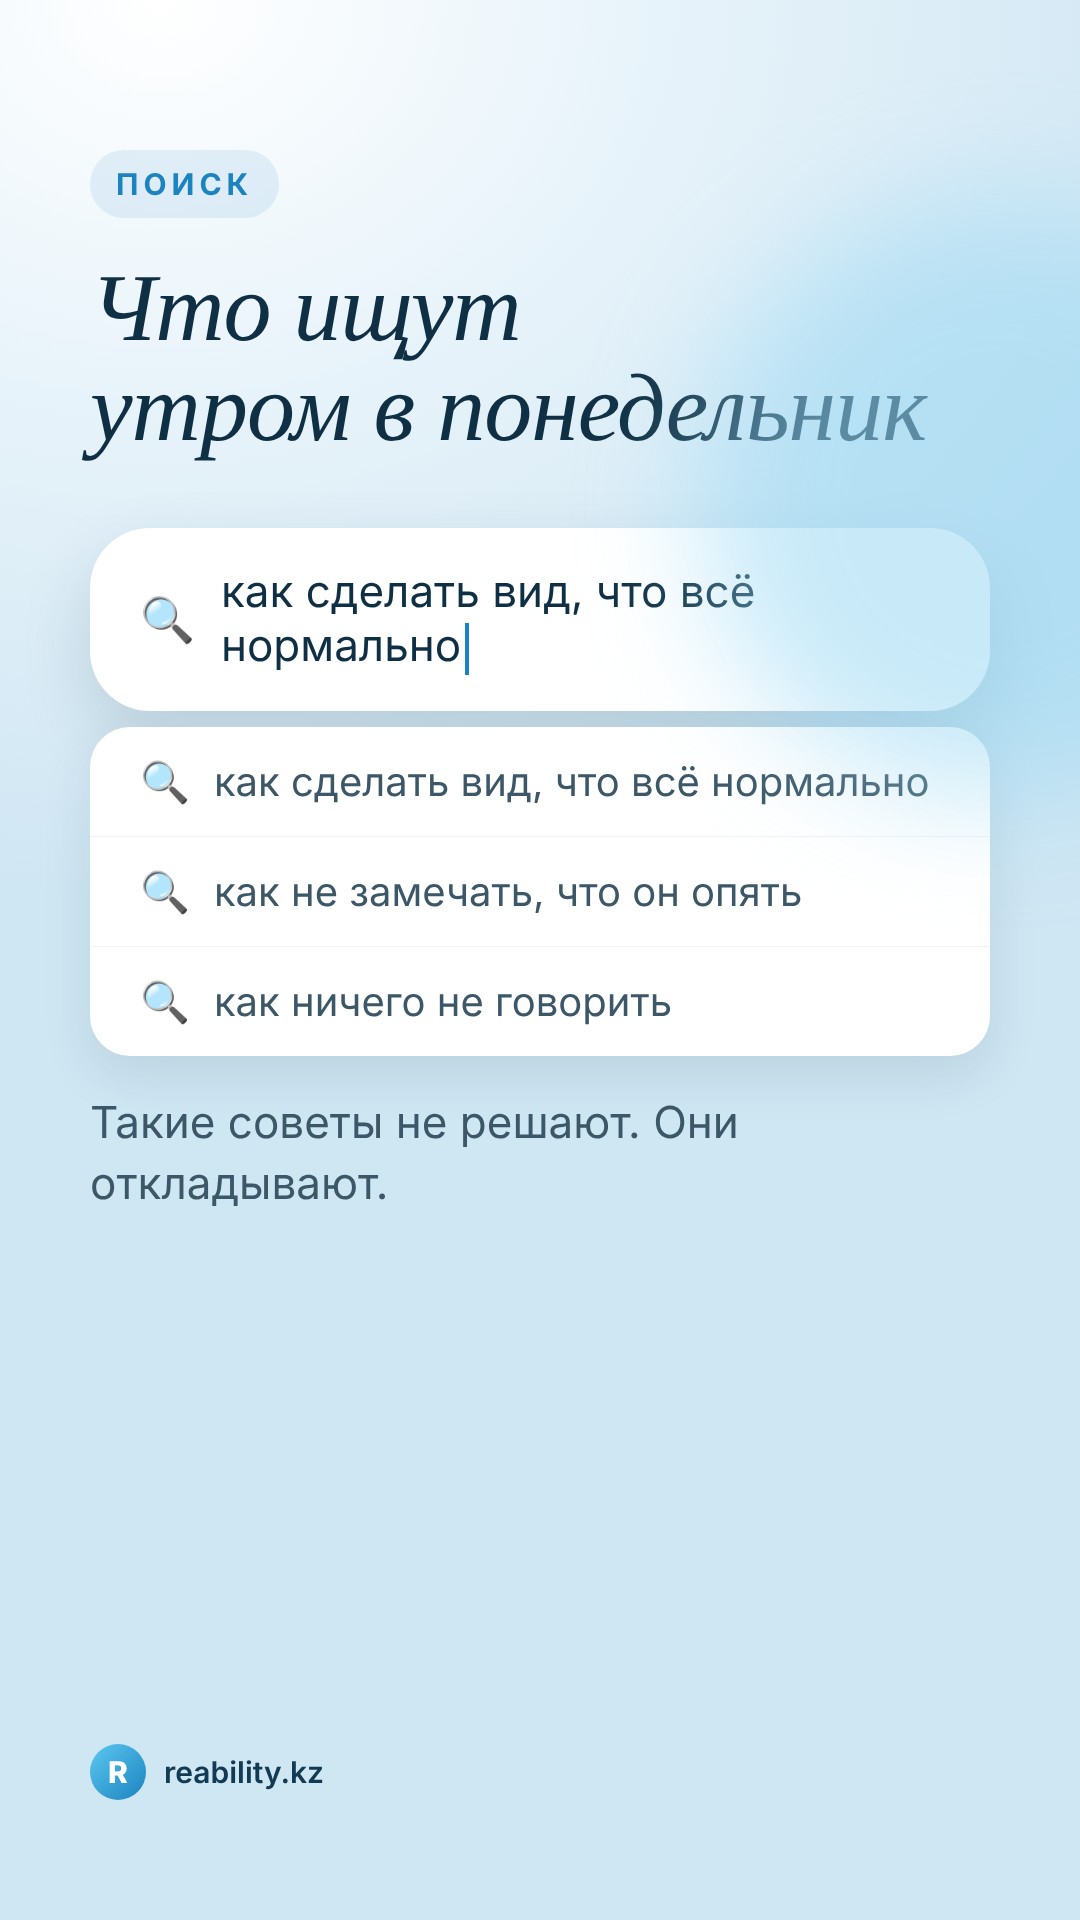 ПОИСК
Что ищут
утром в понедельник
как сделать вид, что всё
нормально
как сделать вид, что всё нормально
как не замечать, что он опять
как ничего не говорить
Такие советы не решают. Они
откладывают.
R reability.kz